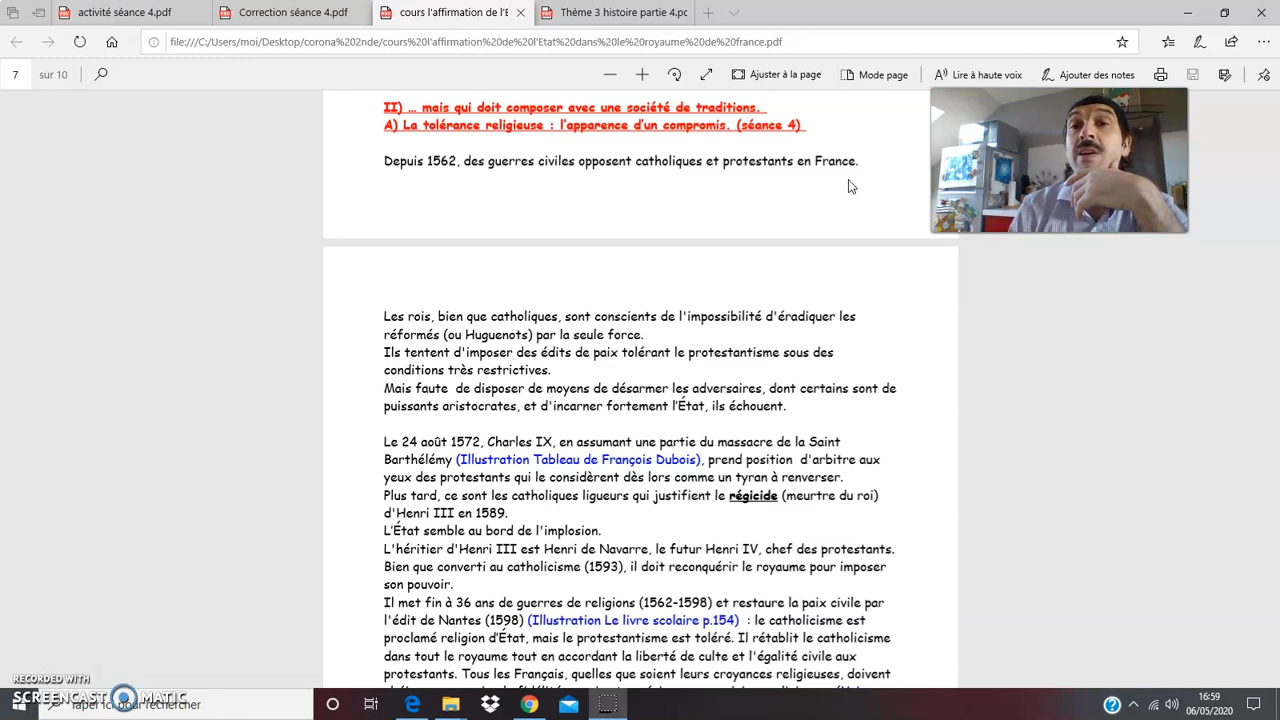 activité séance 4.pdf
Correction séance 4.pdf
cours l'affirmation de l'E
Thème 3 histoire partie 4.pc
file:///C:/Users/moi/Desktop/corona%202nde/cours%20l'affirmation%20de%20l'Etat%20dans%20le%20royaume%20de%20france.pdf
7 sur 10
Ajuster à la page
Mode page
Lire à haute voix
Ajouter des notes
II) … mais qui doit composer avec une société de traditions.
A) La tolérance religieuse : l'apparence d'un compromis. (séance 4)
Depuis 1562, des guerres civiles opposent catholiques et protestants en France.
Les rois, bien que catholiques, sont conscients de l'impossibilité d'éradiquer les
réformés (ou Huguenots) par la seule force.
Ils tentent d'imposer des édits de paix tolérant le protestantisme sous des
conditions très restrictives.
Mais faute de disposer de moyens de désarmer les adversaires, dont certains sont de
puissants aristocrates, et d'incarner fortement l'État, ils échouent.
Le 24 août 1572, Charles IX, en assumant une partie du massacre de la Saint
Barthélémy (Illustration Tableau de François Dubois), prend position d'arbitre aux
yeux des protestants qui le considèrent dès lors comme un tyran à renverser.
Plus tard, ce sont les catholiques ligueurs qui justifient le régicide (meurtre du roi)
d'Henri III en 1589.
L'État semble au bord de l'implosion.
L'héritier d'Henri III est Henri de Navarre, le futur Henri IV, chef des protestants.
Bien que converti au catholicisme (1593), il doit reconquérir le royaume pour imposer
son pouvoir.
Il met fin à 36 ans de guerres de religions (1562-1598) et restaure la paix civile par
l'édit de Nantes (1598) (Illustration Le livre scolaire p.154) : le catholicisme est
proclamé religion d'État, mais le protestantisme est toléré. Il rétablit le catholicisme
dans tout le royaume tout en accordant la liberté de culte et l'égalité civile aux
protestants. Tous les Français, quelles que soient leurs croyances religieuses, doivent
RECORDED WITH
SCREENCAST MATIC
Taper ici pour rechercher
16:59
06/05/2020